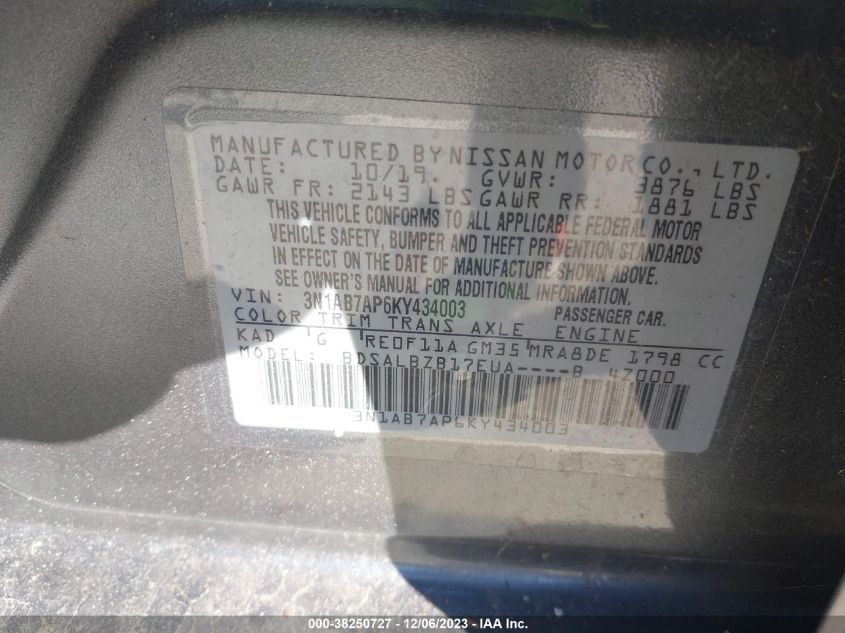 MANUFACTURED BY NISSAN MOTOR CO., LTD.
DATE: 10/19. GVWR: 3876 LBS
GAWR FR: 2143 LBS GAWR RR: 1881 LBS
THIS VEHICLE CONFORMS TO ALL APPLICABLE FEDERAL MOTOR
VEHICLE SAFETY, BUMPER AND THEFT PREVENTION STANDARDS
IN EFFECT ON THE DATE OF MANUFACTURE SHOWN ABOVE.
SEE OWNER'S MANUAL FOR ADDITIONAL INFORMATION.
VIN: 3N1AB7AP6KY434003 PASSENGER CAR.
COLOR TRIM TRANS AXLE ENGINE
KAD G RE0F11A GM35 MRA8DE 1798 CC
MODEL: BDSALBZB17EUA----B 4Z000
3N1AB7AP6KY434003
000-38250727 - 12/06/2023 - IAA Inc.